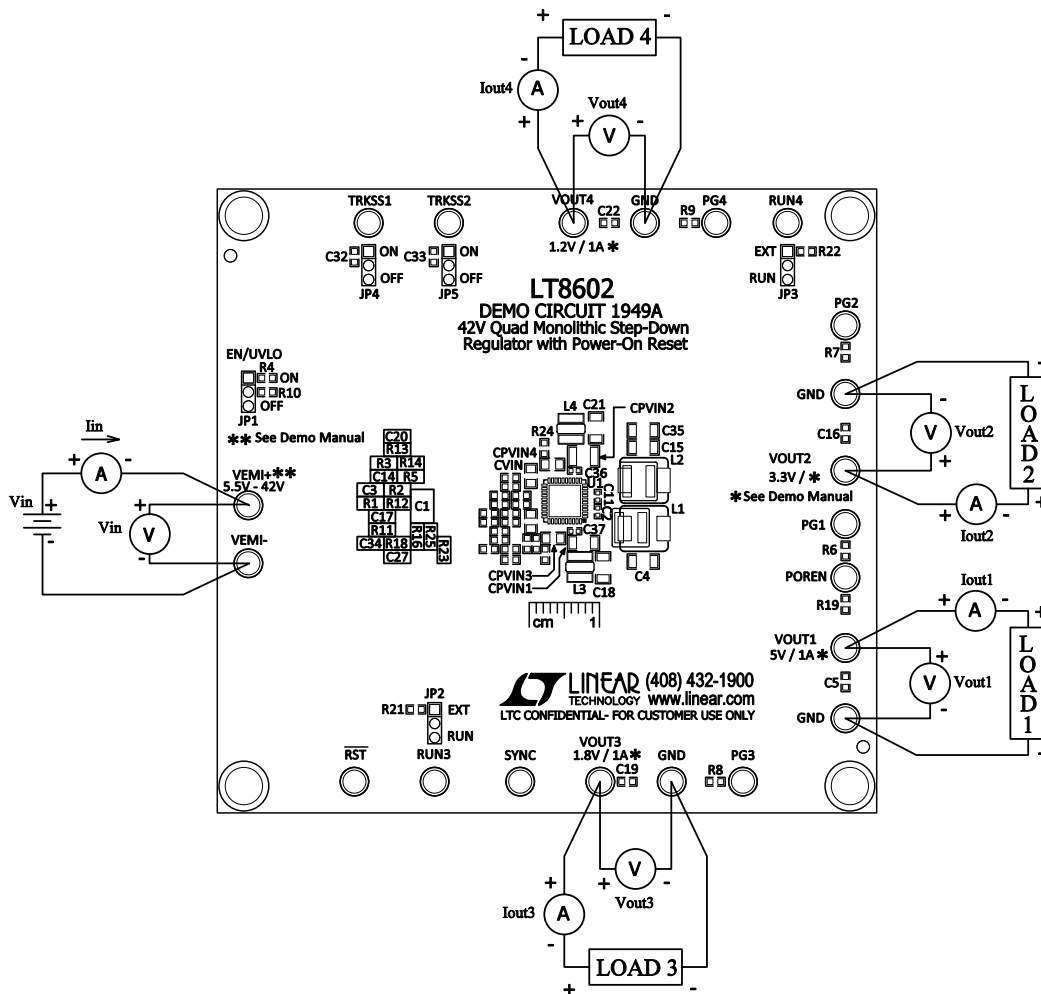 + -
LOAD 4
-
Iout4
A
+
Vout4
+ V -
TRKSS1
TRKSS2
VOUT4
GND
PG4
RUN4
C22
R9
1.2V / 1A *
C32
ON
OFF
JP4
C33
ON
OFF
JP5
EXT
R22
RUN
JP3
LT8602
DEMO CIRCUIT 1949A
42V Quad Monolithic Step-Down
Regulator with Power-On Reset
PG2
R7
EN/UVLO
R4
ON
R10
OFF
JP1
** See Demo Manual
GND
C16
VOUT2
3.3V / *
* See Demo Manual
-
V
Vout2
+
-
LOAD2
+
+ A -
Iout2
L4
C21
CPVIN2
R24
C35
C15
CPVIN4
CVIN
L2
C36
U1
C11
C2
L1
C37
CPVIN3
CPVIN1
L3
C18
C4
cm 1
C20
R13
R3 R14
C14 R5
C3 R2
R1 R12
C1
C17
R11
C34 R18
C27
R16
R25
R23
Iin
+ A -
Vin
+
-
Vin
+
V
-
VEMI+**
5.5V - 42V
VEMI-
PG1
R6
POREN
R19
VOUT1
5V / 1A *
C5
GND
Iout1
+ A -
+
V
Vout1
-
+
LOAD1
-
LINEAR
TECHNOLOGY
(408) 432-1900
www.linear.com
LTC CONFIDENTIAL- FOR CUSTOMER USE ONLY
JP2
R21
EXT
RUN
RST
RUN3
SYNC
VOUT3
1.8V / 1A*
C19
GND
R8
PG3
+ V -
Vout3
+
Iout3
A
-
LOAD 3
+ -